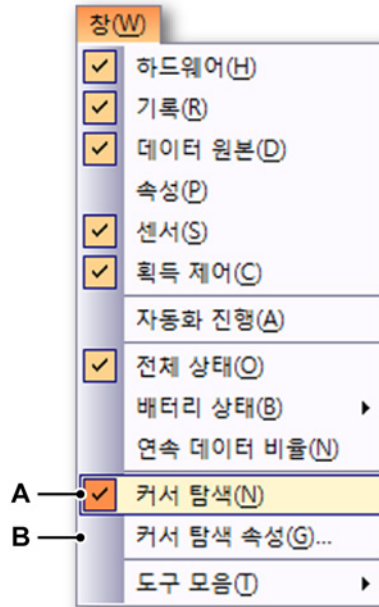 창(W)
하드웨어(H)
기록(R)
데이터 원본(D)
속성(P)
센서(S)
획득 제어(C)
자동화 진행(A)
전체 상태(O)
배터리 상태(B)
연속 데이터 비율(N)
A 커서 탐색(N)
B 커서 탐색 속성(G)...
도구 모음(T)